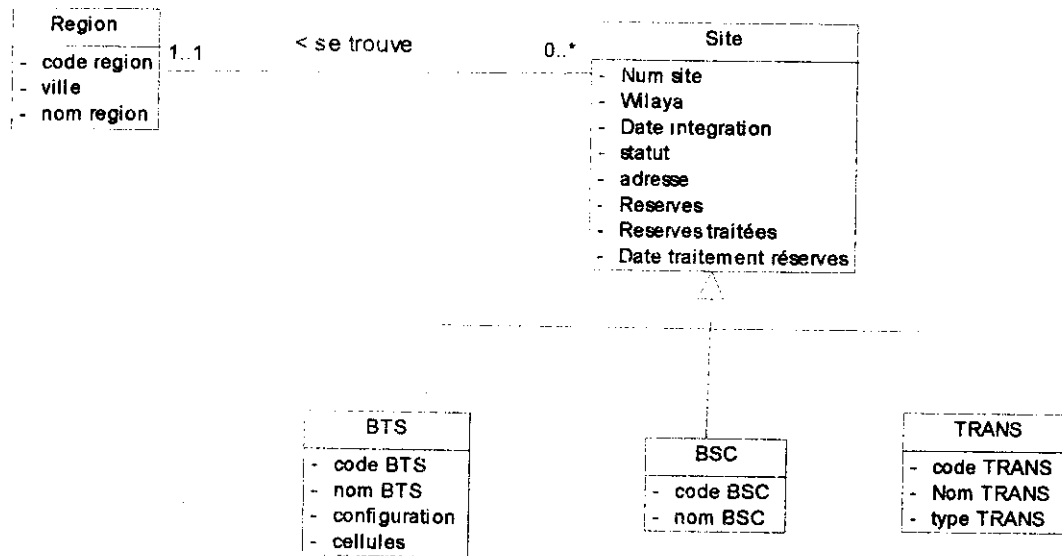 Region
- code region
- ville
- nom region
1..1
< se trouve
0..*
Site
- Num site
- Wilaya
- Date integration
- statut
- adresse
- Reserves
- Reserves traitées
- Date traitement réserves
BTS
- code BTS
- nom BTS
- configuration
- cellules
BSC
- code BSC
- nom BSC
TRANS
- code TRANS
- Nom TRANS
- type TRANS